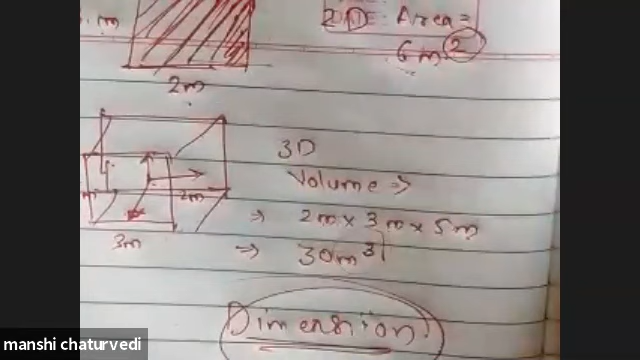 m
2D: Area =
6m²
2m
3D
Volume ⇒
m
2m
⇒ 2m x 3m x 5m
3m
⇒ 30m³
Dimension
manshi chaturvedi